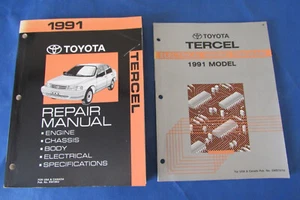 1991
TOYOTA
TERCEL
REPAIR
MANUAL
• ENGINE
• CHASSIS
• BODY
• ELECTRICAL
• SPECIFICATIONS
TOYOTA
TERCEL
1991 MODEL